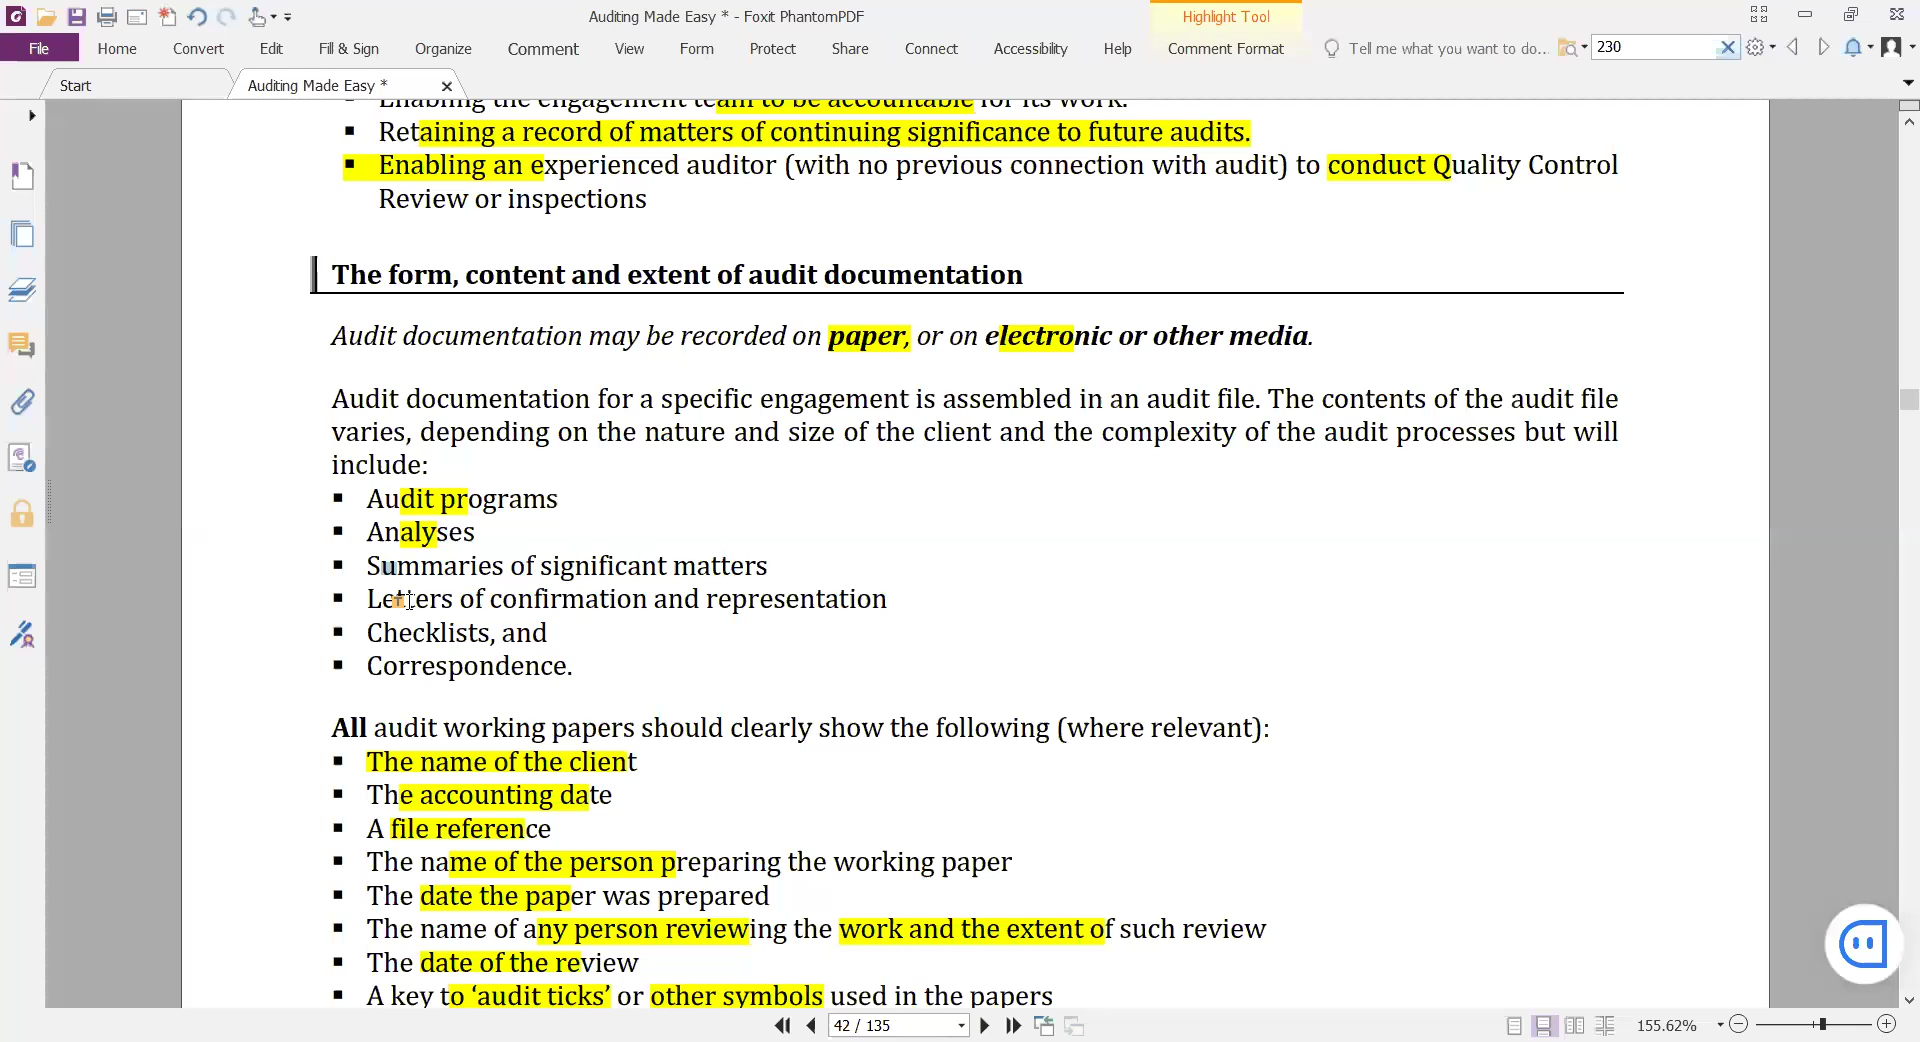 Auditing Made Easy * - Foxit PhantomPDF
Highlight Tool
File Home Convert Edit Fill & Sign Organize Comment View Form Protect Share Connect Accessibility Help Comment Format Tell me what you want to do... 230
Start Auditing Made Easy *
Enabling the engagement team to be accountable for its work.
▪ Retaining a record of matters of continuing significance to future audits.
▪ Enabling an experienced auditor (with no previous connection with audit) to conduct Quality Control
Review or inspections
The form, content and extent of audit documentation
Audit documentation may be recorded on paper, or on electronic or other media.
Audit documentation for a specific engagement is assembled in an audit file. The contents of the audit file
varies, depending on the nature and size of the client and the complexity of the audit processes but will
include:
▪ Audit programs
▪ Analyses
▪ Summaries of significant matters
▪ Letters of confirmation and representation
▪ Checklists, and
▪ Correspondence.
All audit working papers should clearly show the following (where relevant):
▪ The name of the client
▪ The accounting date
▪ A file reference
▪ The name of the person preparing the working paper
▪ The date the paper was prepared
▪ The name of any person reviewing the work and the extent of such review
▪ The date of the review
▪ A key to ‘audit ticks’ or other symbols used in the papers
42 / 135
155.62%